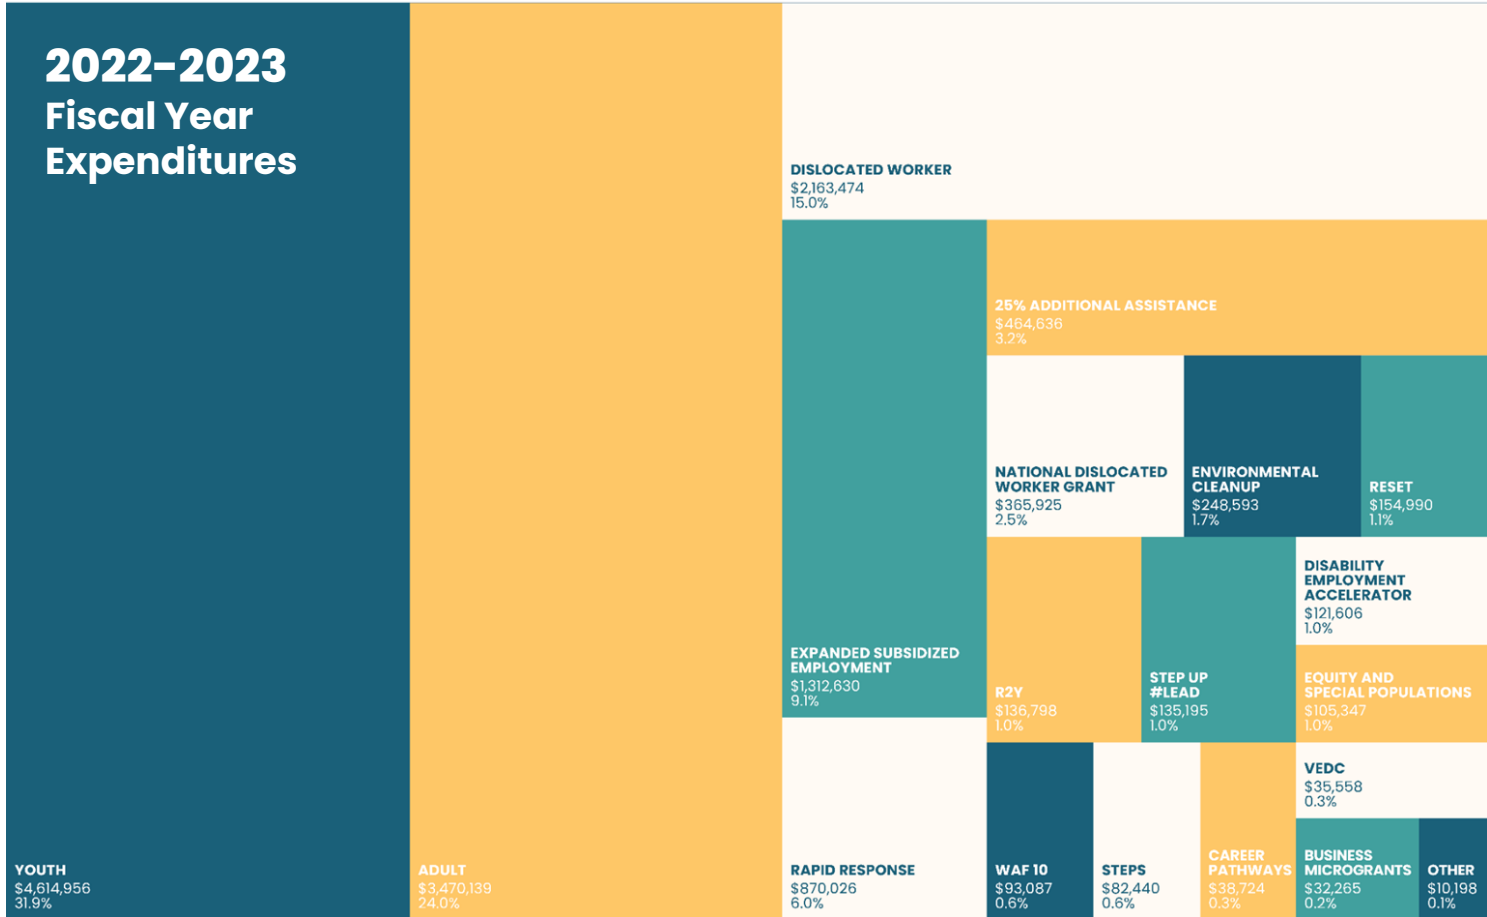 2022-2023
Fiscal Year
Expenditures
YOUTH
$4,614,956
31.9%
ADULT
$3,470,139
24.0%
DISLOCATED WORKER
$2,163,474
15.0%
EXPANDED SUBSIDIZED
EMPLOYMENT
$1,312,630
9.1%
RAPID RESPONSE
$870,026
6.0%
25% ADDITIONAL ASSISTANCE
$464,636
3.2%
NATIONAL DISLOCATED
WORKER GRANT
$365,925
2.5%
ENVIRONMENTAL
CLEANUP
$248,593
1.7%
RESET
$154,990
1.1%
R2Y
$136,798
1.0%
STEP UP
#LEAD
$135,195
1.0%
DISABILITY
EMPLOYMENT
ACCELERATOR
$121,606
1.0%
EQUITY AND
SPECIAL POPULATIONS
$105,347
1.0%
WAF 10
$93,087
0.6%
STEPS
$82,440
0.6%
CAREER
PATHWAYS
$38,724
0.3%
VEDC
$35,558
0.3%
BUSINESS
MICROGRANTS
$32,265
0.2%
OTHER
$10,198
0.1%